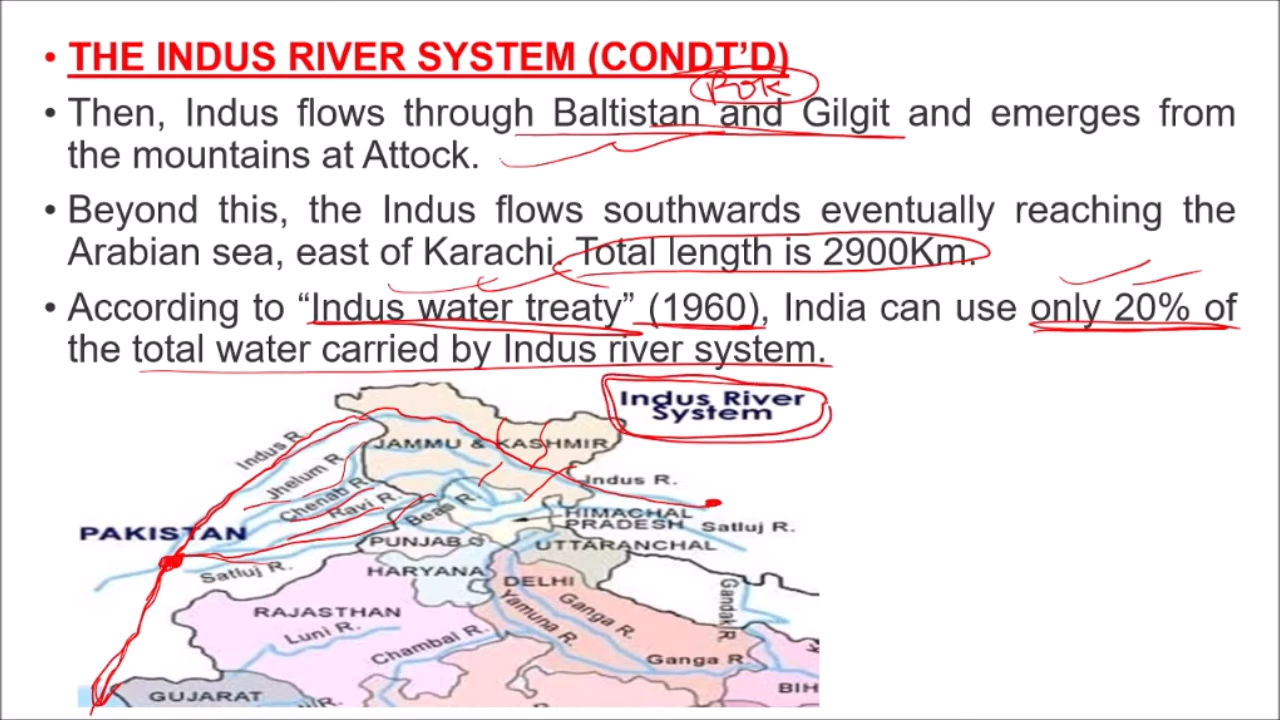 • THE INDUS RIVER SYSTEM (CONDT’D)
POK
• Then, Indus flows through Baltistan and Gilgit and emerges from
the mountains at Attock.
• Beyond this, the Indus flows southwards eventually reaching the
Arabian sea, east of Karachi. Total length is 2900Km.
• According to “Indus water treaty” (1960), India can use only 20% of
the total water carried by Indus river system.
Indus River
System
Indus R.
JAMMU & KASHMIR
Jhelum R.
Indus R.
Chenab R.
Ravi R.
Beas R.
HIMACHAL
PRADESH
Satluj R.
PAKISTAN
PUNJAB
UTTARANCHAL
Satluj R.
HARYANA
DELHI
Gandak R.
RAJASTHAN
Luni R.
Yamuna R.
Ganga R.
Chambal R.
Ganga R.
GUJARAT
BIH